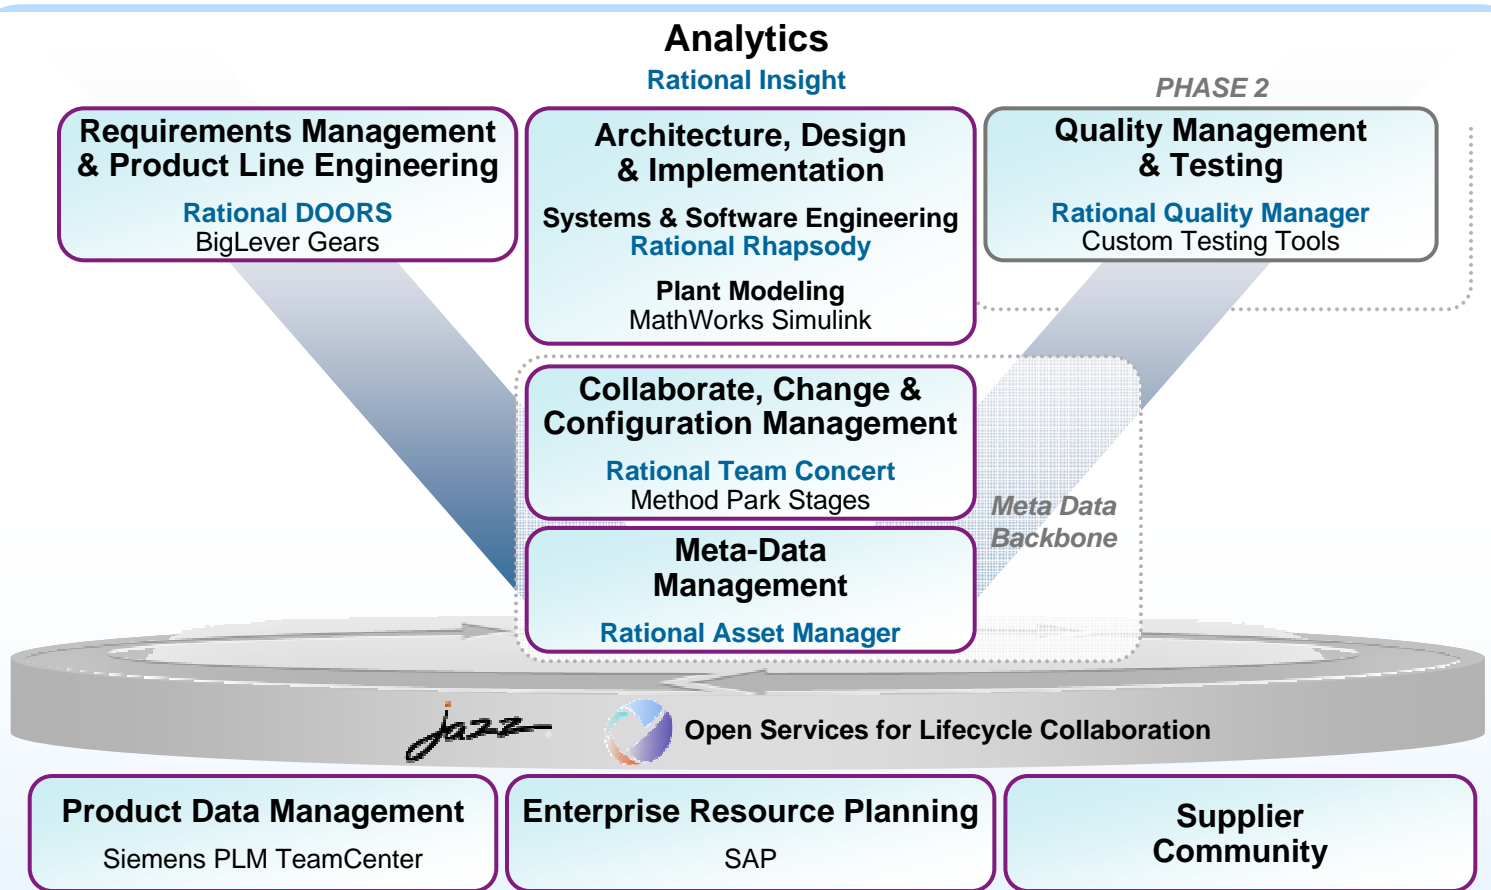 Analytics
Rational Insight
PHASE 2
Requirements Management
& Product Line Engineering
Rational DOORS
BigLever Gears
Architecture, Design
& Implementation
Systems & Software Engineering
Rational Rhapsody
Plant Modeling
MathWorks Simulink
Quality Management
& Testing
Rational Quality Manager
Custom Testing Tools
Collaborate, Change &
Configuration Management
Rational Team Concert
Method Park Stages
Meta Data
Backbone
Meta-Data
Management
Rational Asset Manager
jazz
Open Services for Lifecycle Collaboration
Product Data Management
Siemens PLM TeamCenter
Enterprise Resource Planning
SAP
Supplier
Community